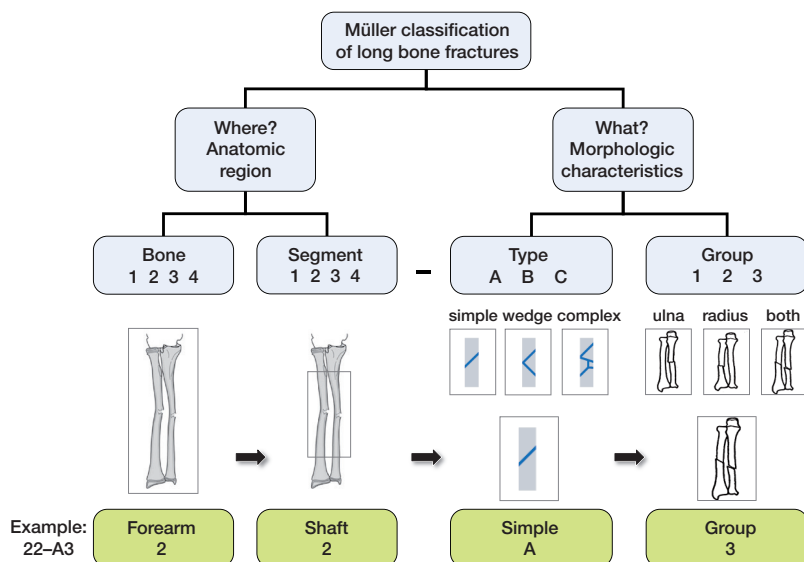 Müller classification
of long bone fractures
Where?
Anatomic
region
What?
Morphologic
characteristics
Bone
1 2 3 4
Segment
1 2 3 4
–
Type
A B C
Group
1 2 3
simple wedge complex
ulna radius both
Example:
22–A3
Forearm
2
Shaft
2
Simple
A
Group
3